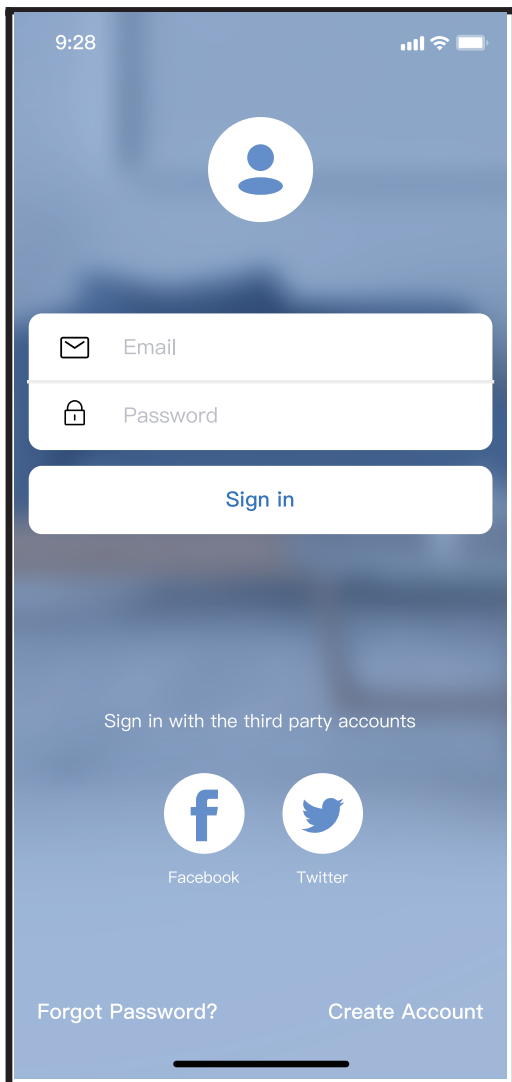 9:28
Email
Password
Sign in
Sign in with the third party accounts
Facebook
Twitter
Forgot Password?
Create Account